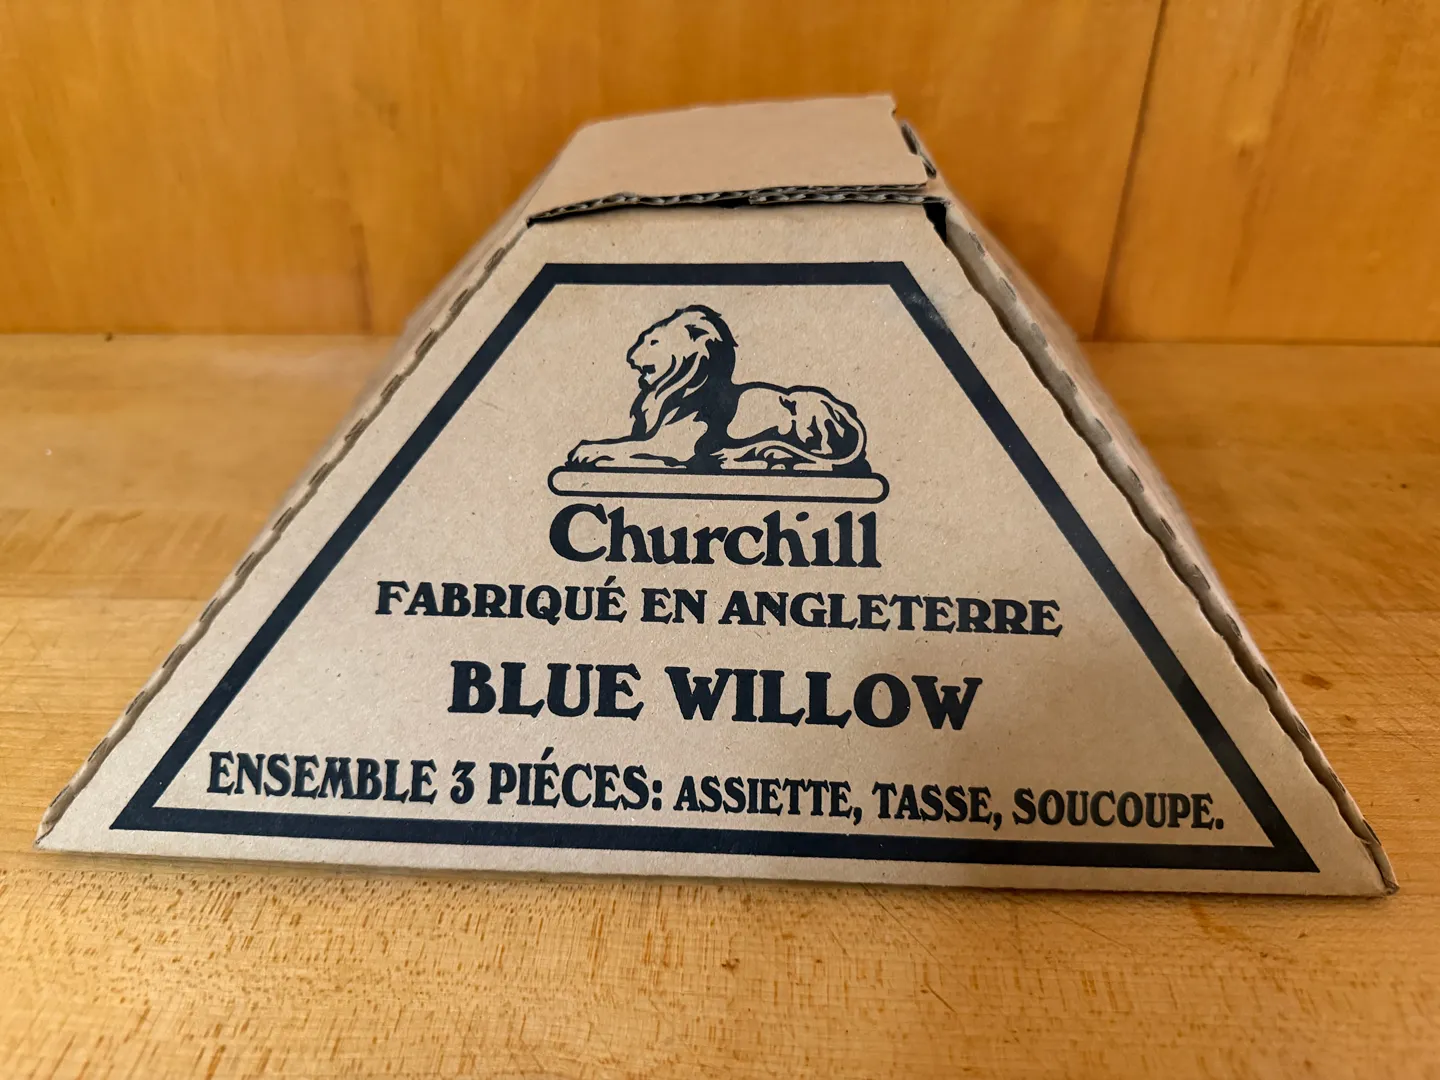 Churchill
FABRIQUÉ EN ANGLETERRE
BLUE WILLOW
ENSEMBLE 3 PIÉCES: ASSIETTE, TASSE, SOUCOUPE.